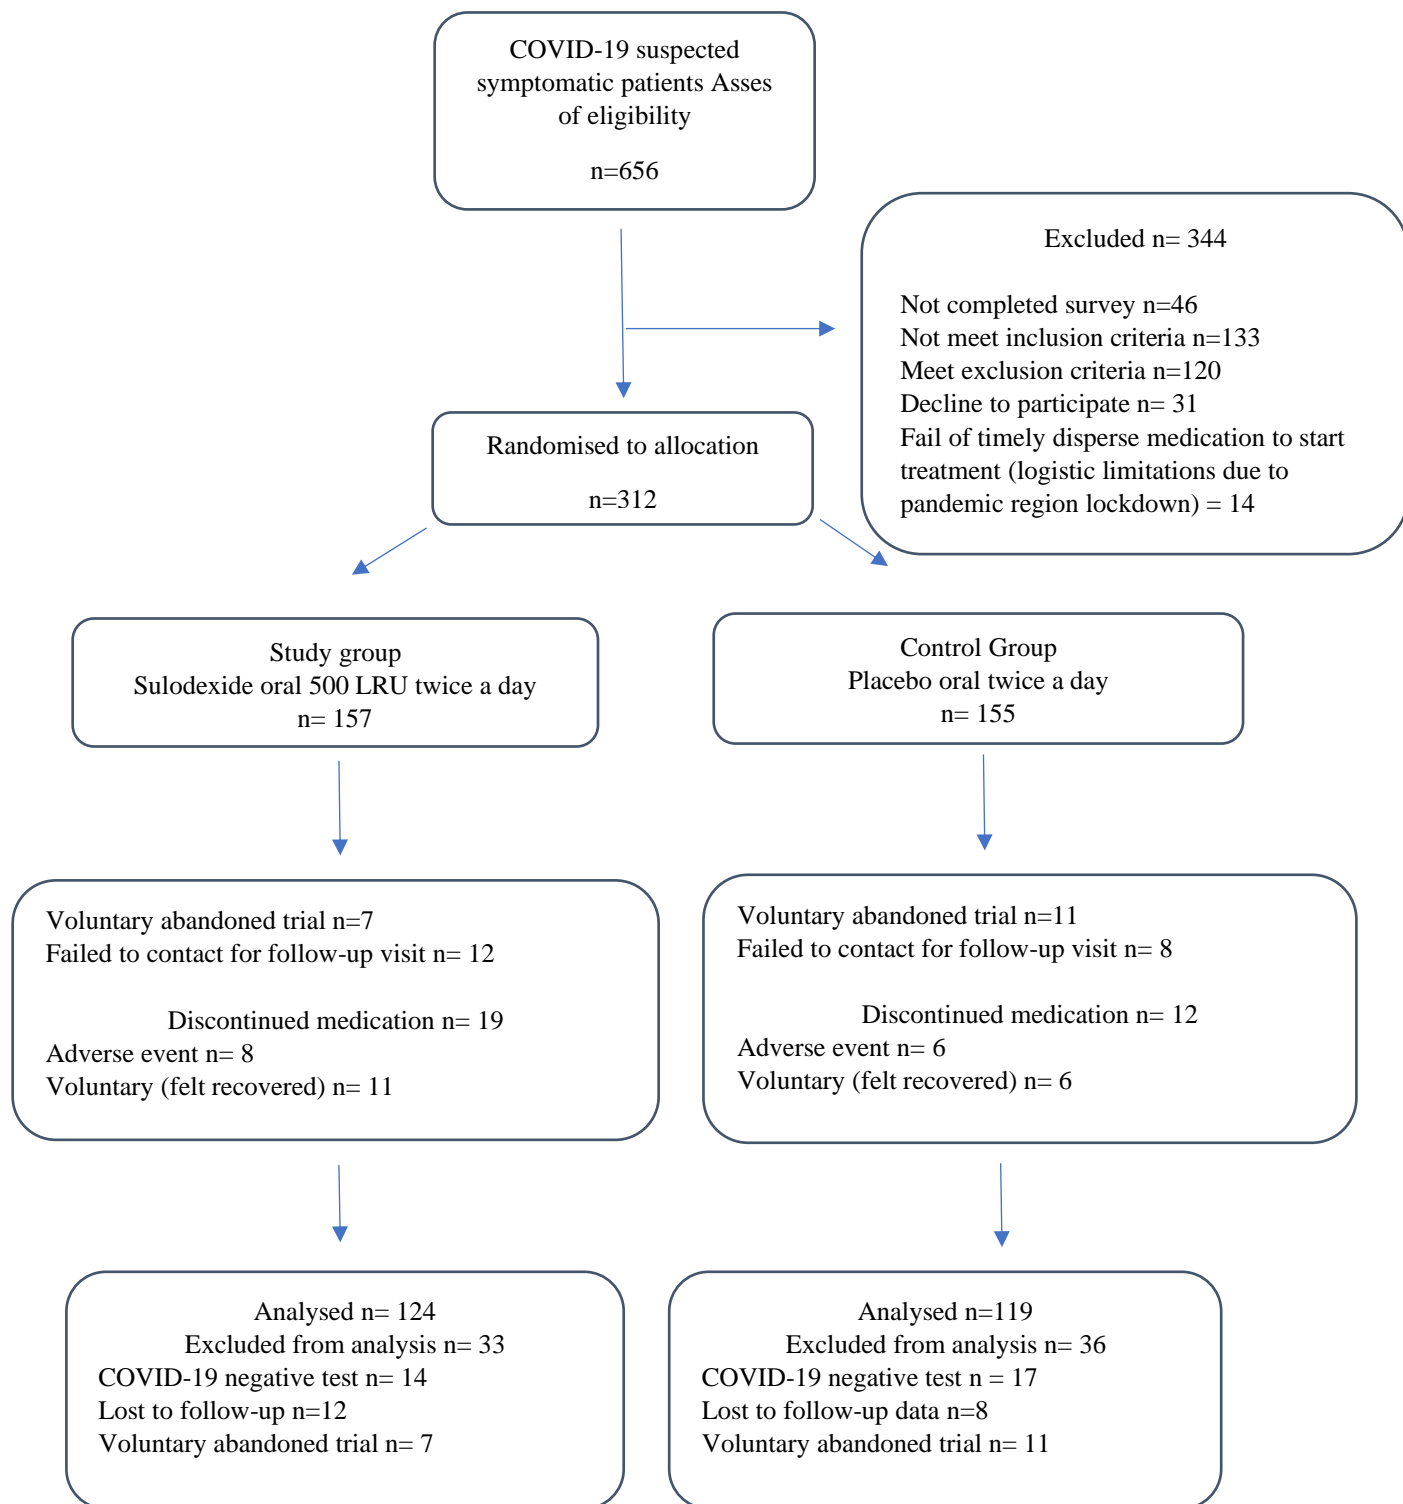 COVID-19 suspected
symptomatic patients Asses
of eligibility
n=656
Excluded n= 344
Not completed survey n=46
Not meet inclusion criteria n=133
Meet exclusion criteria n=120
Decline to participate n= 31
Fail of timely disperse medication to start
treatment (logistic limitations due to
pandemic region lockdown) = 14
Randomised to allocation
n=312
Study group
Sulodexide oral 500 LRU twice a day
n= 157
Control Group
Placebo oral twice a day
n= 155
Voluntary abandoned trial n=7
Failed to contact for follow-up visit n= 12
Discontinued medication n= 19
Adverse event n= 8
Voluntary (felt recovered) n= 11
Voluntary abandoned trial n=11
Failed to contact for follow-up visit n= 8
Discontinued medication n= 12
Adverse event n= 6
Voluntary (felt recovered) n= 6
Analysed n= 124
Excluded from analysis n= 33
COVID-19 negative test n= 14
Lost to follow-up n=12
Voluntary abandoned trial n= 7
Analysed n=119
Excluded from analysis n= 36
COVID-19 negative test n = 17
Lost to follow-up data n=8
Voluntary abandoned trial n= 11